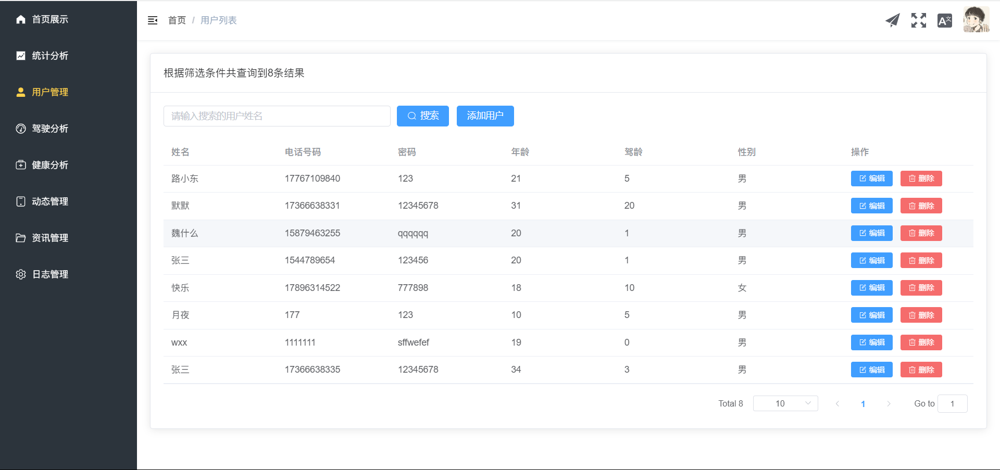 首页展示
统计分析
用户管理
驾驶分析
健康分析
动态管理
资讯管理
日志管理
首页 / 用户列表
A文
根据筛选条件共查询到8条结果
请输入搜索的用户姓名 搜索 添加用户
姓名 电话号码 密码 年龄 驾龄 性别 操作
路小东 17767109840 123 21 5 男 编辑 删除
默默 17366638331 12345678 31 20 男 编辑 删除
魏什么 15879463255 qqqqqq 20 1 男 编辑 删除
张三 1544789654 123456 20 1 男 编辑 删除
快乐 17896314522 777898 18 10 女 编辑 删除
月夜 177 123 10 5 男 编辑 删除
wxx 1111111 sffwefef 19 0 男 编辑 删除
张三 17366638335 12345678 34 3 男 编辑 删除
Total 8 10 1 Go to 1